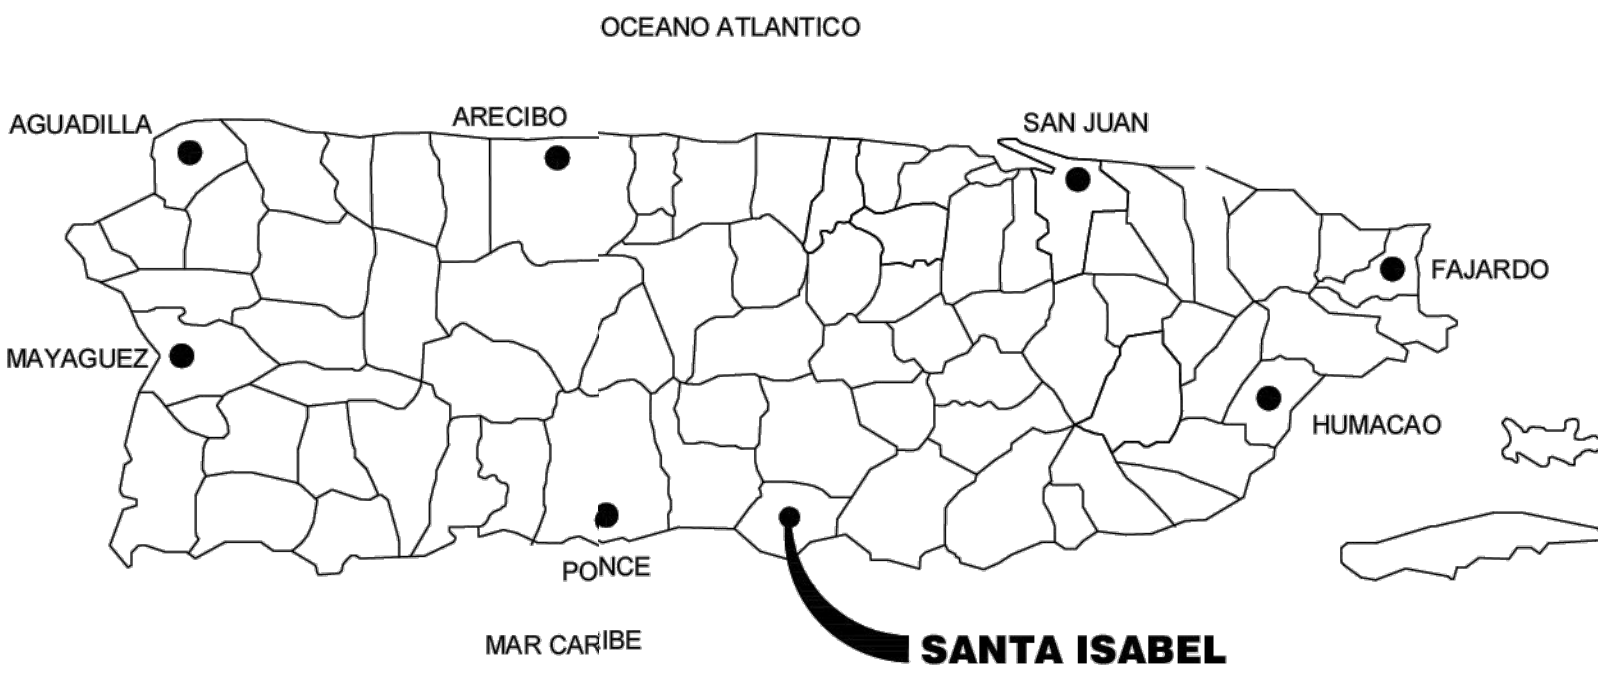 OCEANO ATLANTICO
AGUADILLA
ARECIBO
SAN JUAN
FAJARDO
MAYAGUEZ
HUMACAO
PONCE
MAR CARIBE
SANTA ISABEL